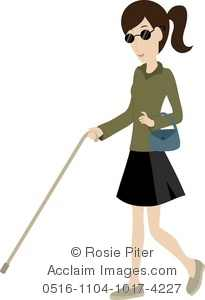 © Rosie Piter
Acclaim Images .com
0516-1104-1017-4227